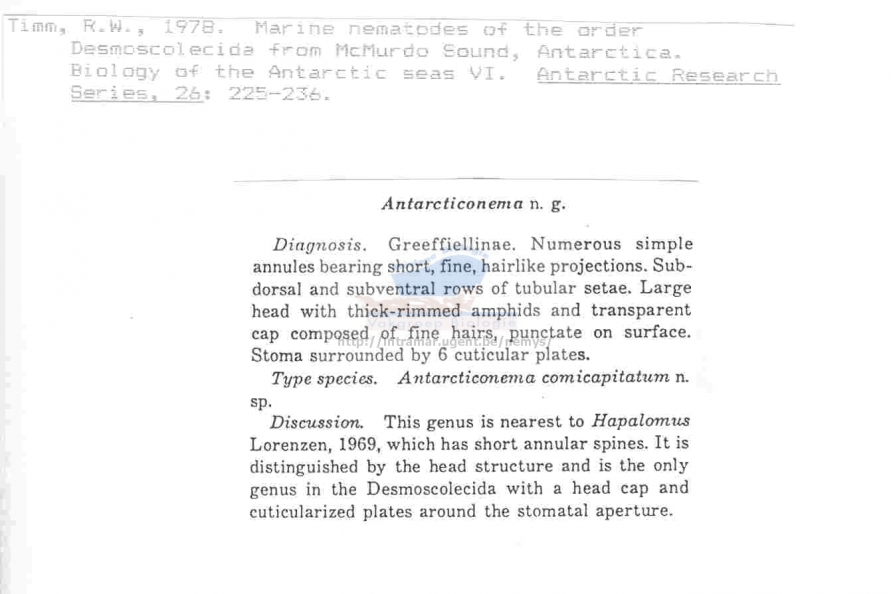 Timm, R.W., 1978. Marine nematodes of the order
Desmoscolecida from McMurdo Sound, Antarctica.
Biology of the Antarctic seas VI. Antarctic Research
Series, 26: 225-236.
Antarcticonema n. g.
Diagnosis. Greeffiellinae. Numerous simple
annules bearing short, fine, hairlike projections. Sub-
dorsal and subventral rows of tubular setae. Large
head with thick-rimmed amphids and transparent
cap composed of fine hairs, punctate on surface.
Stoma surrounded by 6 cuticular plates.
Type species. Antarcticonema comicapitatum n.
sp.
Discussion. This genus is nearest to Hapalomus
Lorenzen, 1969, which has short annular spines. It is
distinguished by the head structure and is the only
genus in the Desmoscolecida with a head cap and
cuticularized plates around the stomatal aperture.
Vakgroep Biologie
http://intramar.ugent.be/nemys/